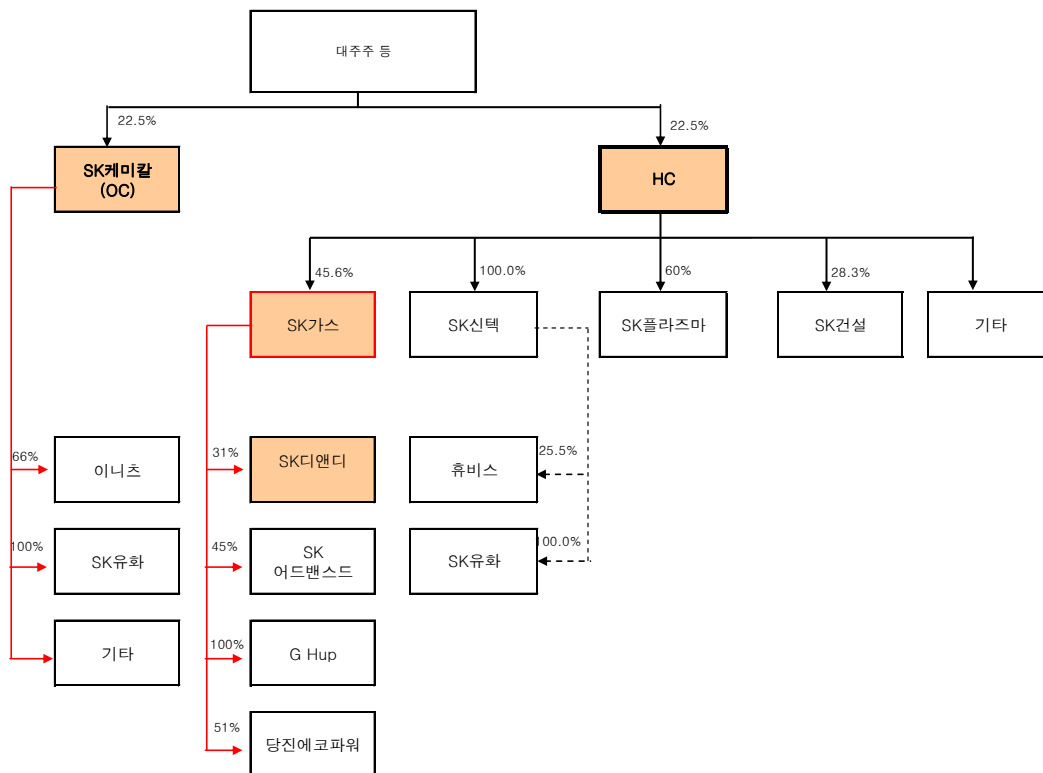 대주주 등
22.5%
22.5%
SK케미칼
(OC)
HC
45.6%
100.0%
60%
28.3%
SK가스
SK신텍
SK플라즈마
SK건설
기타
66%
이니츠
31%
SK디앤디
휴비스
25.5%
100%
SK유화
45%
SK
어드밴스드
SK유화
100.0%
기타
100%
G Hup
51%
당진에코파워